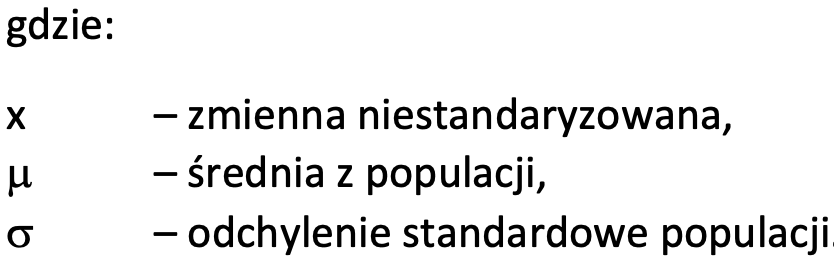 gdzie:
x – zmienna niestandaryzowana,
μ – średnia z populacji,
σ – odchylenie standardowe populacji.